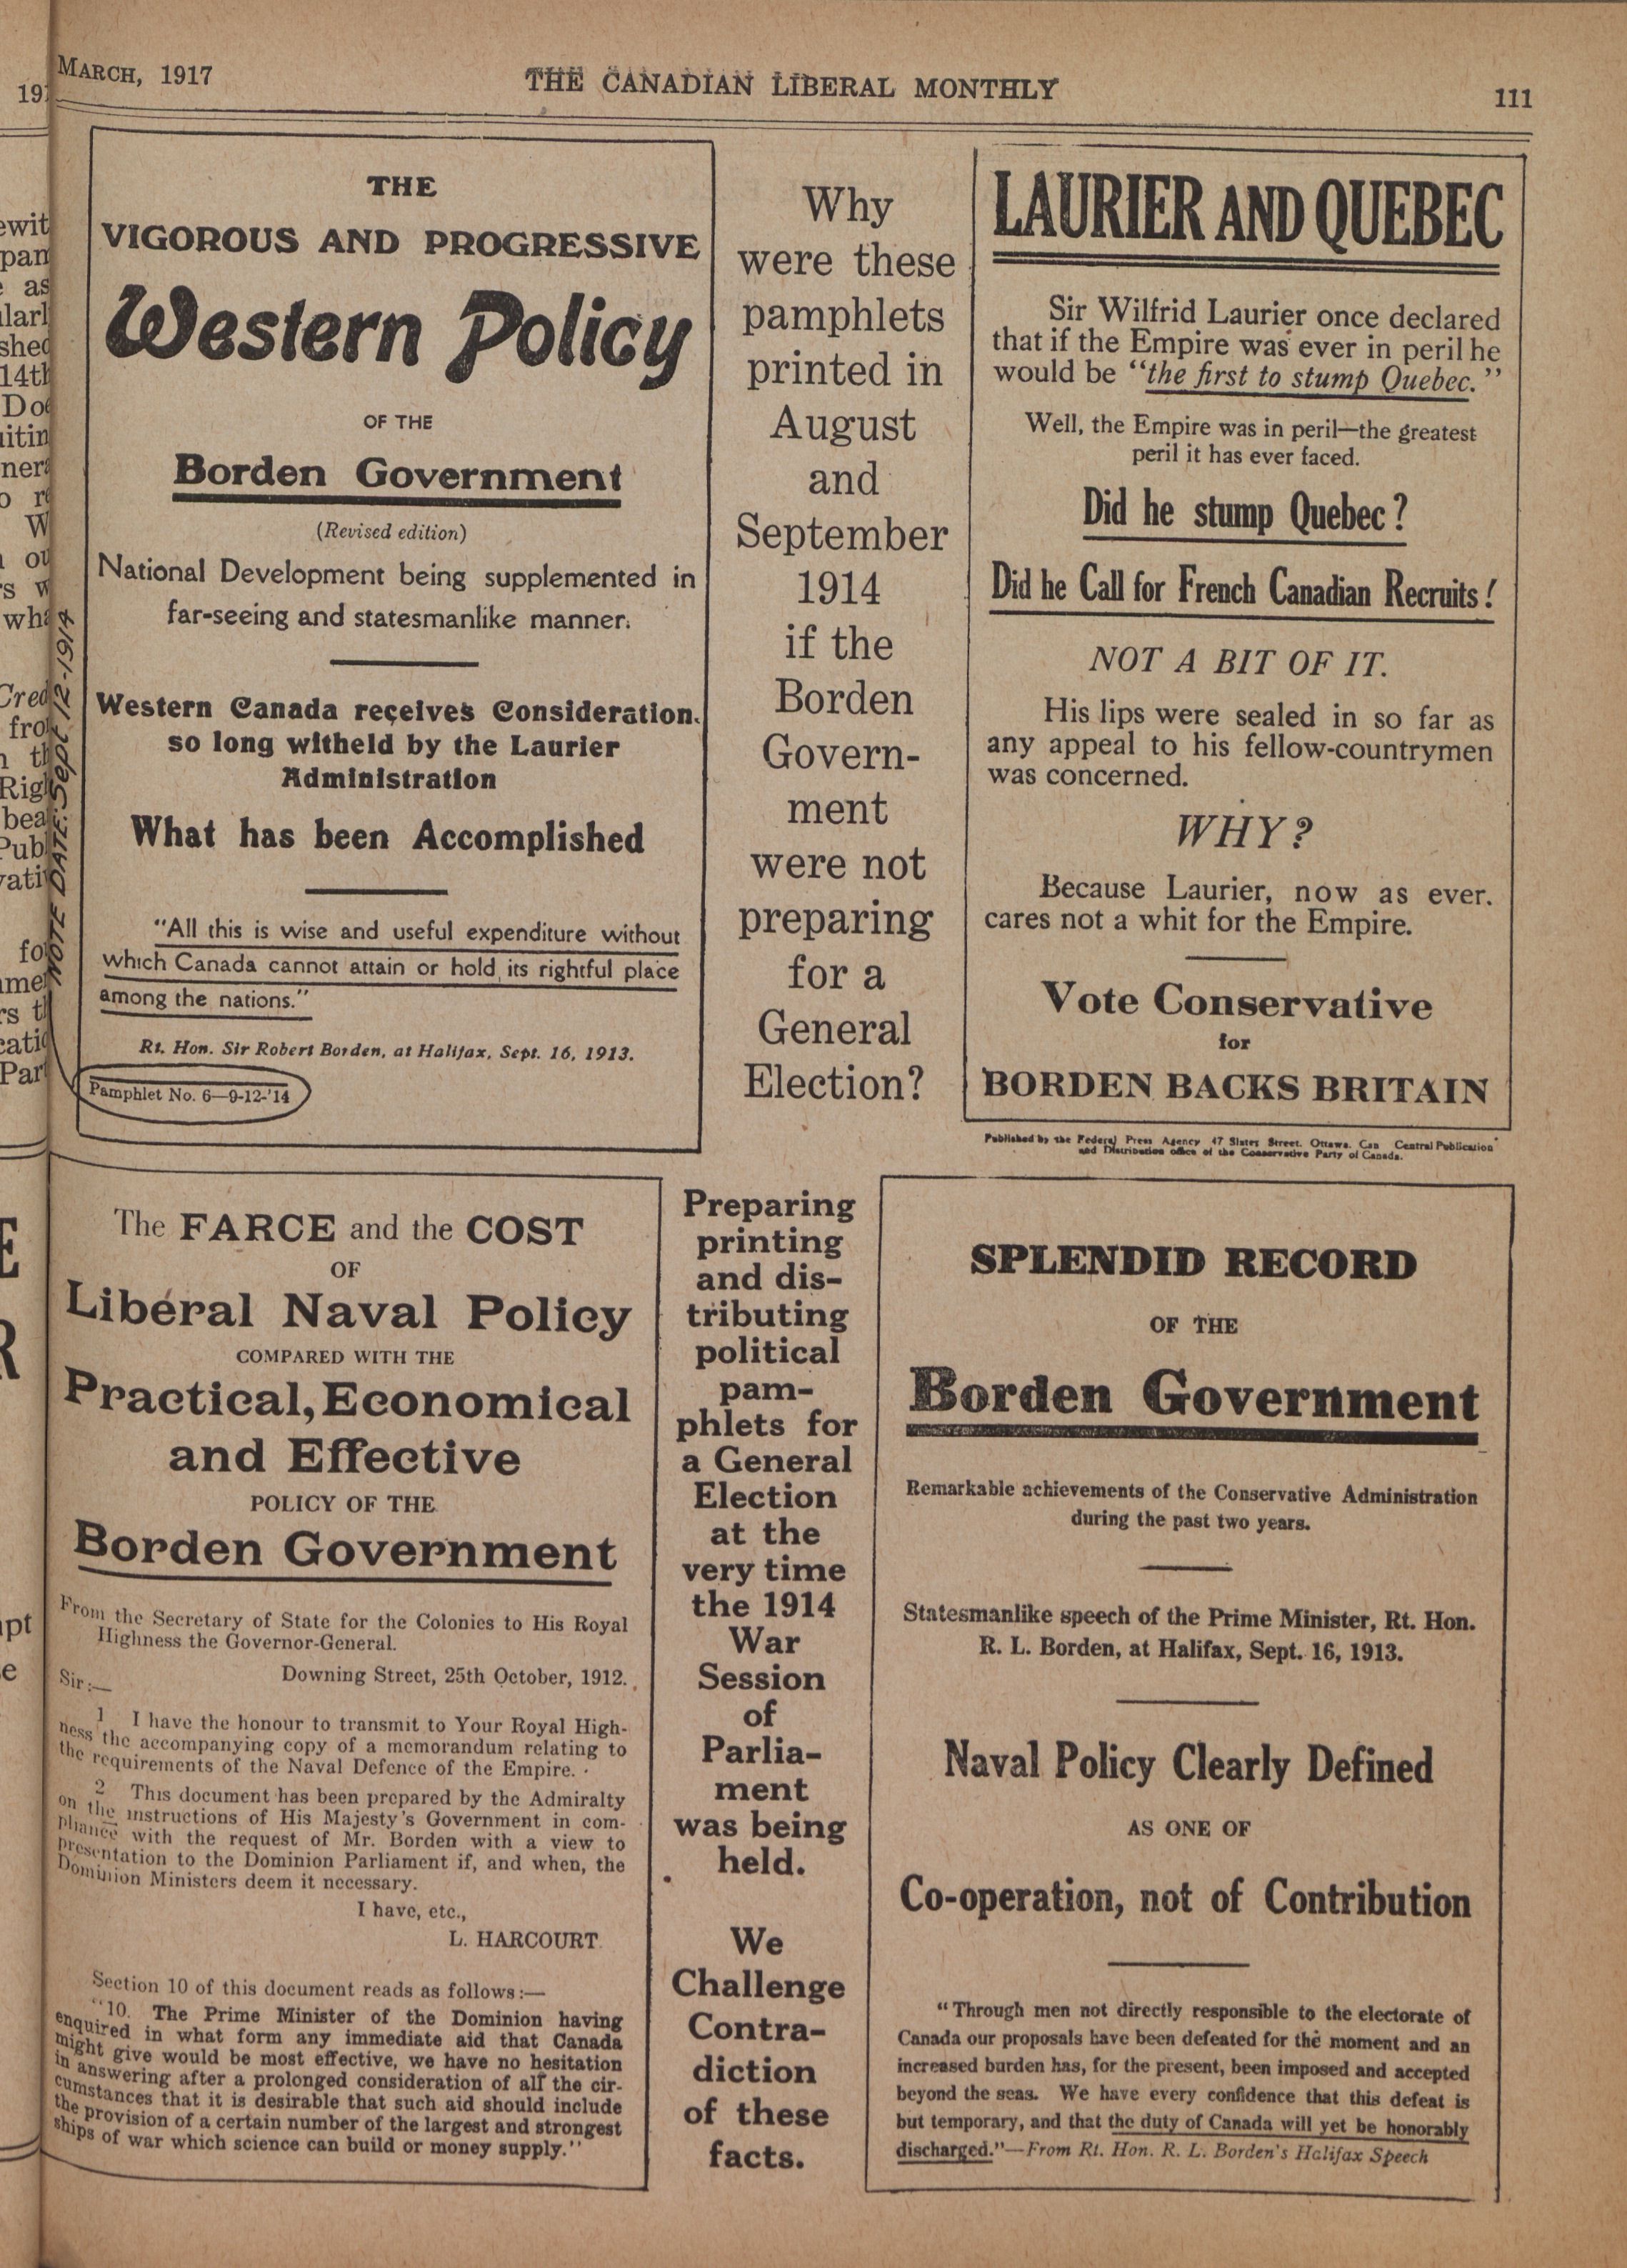 MARCH, 1917
THE CANADIAN LIBERAL MONTHLY
111
THE
VIGOROUS AND PROGRESSIVE
Western Policy
OF THE
Borden Government
(Revised edition)
National Development being supplemented in
far-seeing and statesmanlike manner.
Western Canada receives Consideration.
so long witheld by the Laurier
Administration
What has been Accomplished
"All this is wise and useful expenditure without
which Canada cannot attain or hold its rightful place
among the nations."
Rt. Hon. Sir Robert Borden, at Halifax, Sept. 16, 1913.
Pamphlet No. 6—9-12-'14
NOTE DATE: Sept 12-1914
Why
were these
pamphlets
printed in
August
and
September
1914
if the
Borden
Govern-
ment
were not
preparing
for a
General
Election?
LAURIER AND QUEBEC
Sir Wilfrid Laurier once declared
that if the Empire was ever in peril he
would be "the first to stump Quebec."
Well, the Empire was in peril—the greatest
peril it has ever faced.
Did he stump Quebec?
Did he Call for French Canadian Recruits!
NOT A BIT OF IT.
His lips were sealed in so far as
any appeal to his fellow-countrymen
was concerned.
WHY?
Because Laurier, now as ever.
cares not a whit for the Empire.
Vote Conservative
for
BORDEN BACKS BRITAIN
Published by the Federal Press Agency 47 Slater Street. Ottawa. Can Central Publication
and Distribution office of the Conservative Party of Canada.
The FARCE and the COST
OF
Liberal Naval Policy
COMPARED WITH THE
Practical, Economical
and Effective
POLICY OF THE
Borden Government
From the Secretary of State for the Colonies to His Royal
Highness the Governor-General.
Sir:—
Downing Street, 25th October, 1912.
1 I have the honour to transmit to Your Royal High-
ness the accompanying copy of a memorandum relating to
the requirements of the Naval Defence of the Empire.
2 This document has been prepared by the Admiralty
on the instructions of His Majesty's Government in com-
pliance with the request of Mr. Borden with a view to
presentation to the Dominion Parliament if, and when, the
Dominion Ministers deem it necessary.
I have, etc.,
L. HARCOURT
Section 10 of this document reads as follows:—
"10. The Prime Minister of the Dominion having
enquired in what form any immediate aid that Canada
might give would be most effective, we have no hesitation
in answering after a prolonged consideration of all the cir-
cumstances that it is desirable that such aid should include
the provision of a certain number of the largest and strongest
ships of war which science can build or money supply."
Preparing
printing
and dis-
tributing
political
pam-
phlets for
a General
Election
at the
very time
the 1914
War
Session
of
Parlia-
ment
was being
held.
We
Challenge
Contra-
diction
of these
facts.
SPLENDID RECORD
OF THE
Borden Government
Remarkable achievements of the Conservative Administration
during the past two years.
Statesmanlike speech of the Prime Minister, Rt. Hon.
R. L. Borden, at Halifax, Sept. 16, 1913.
Naval Policy Clearly Defined
AS ONE OF
Co-operation, not of Contribution
"Through men not directly responsible to the electorate of
Canada our proposals have been defeated for the moment and an
increased burden has, for the present, been imposed and accepted
beyond the seas. We have every confidence that this defeat is
but temporary, and that the duty of Canada will yet be honorably
discharged."—From Rt. Hon. R. L. Borden's Halifax Speech